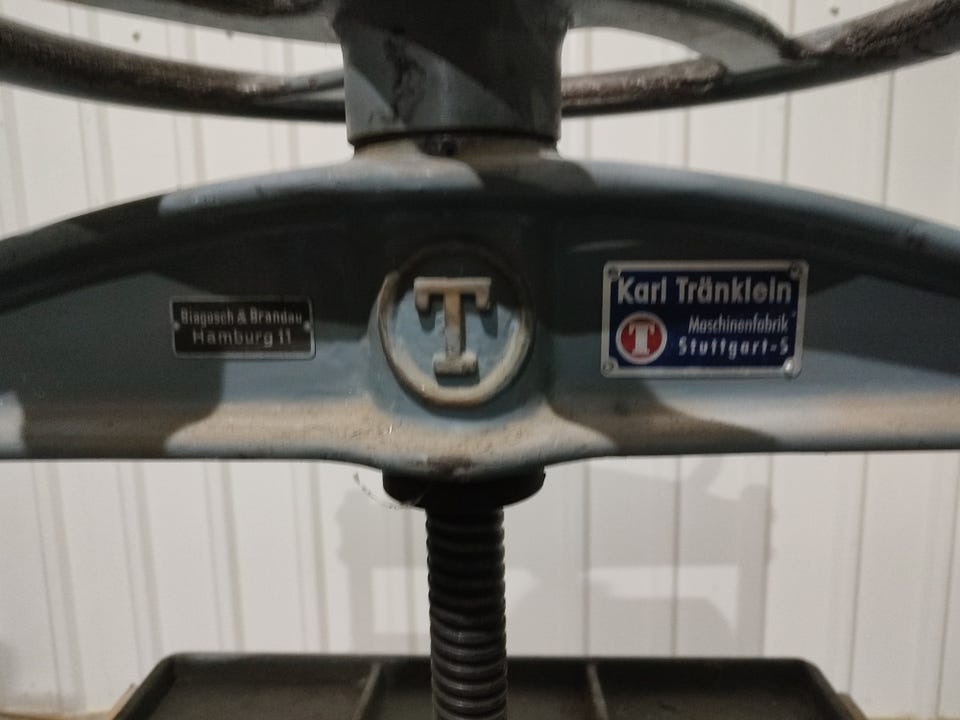 Biagosch & Brandau
Hamburg 11
T
Karl Tränklein
T
Maschinenfabrik
Stuttgart-S